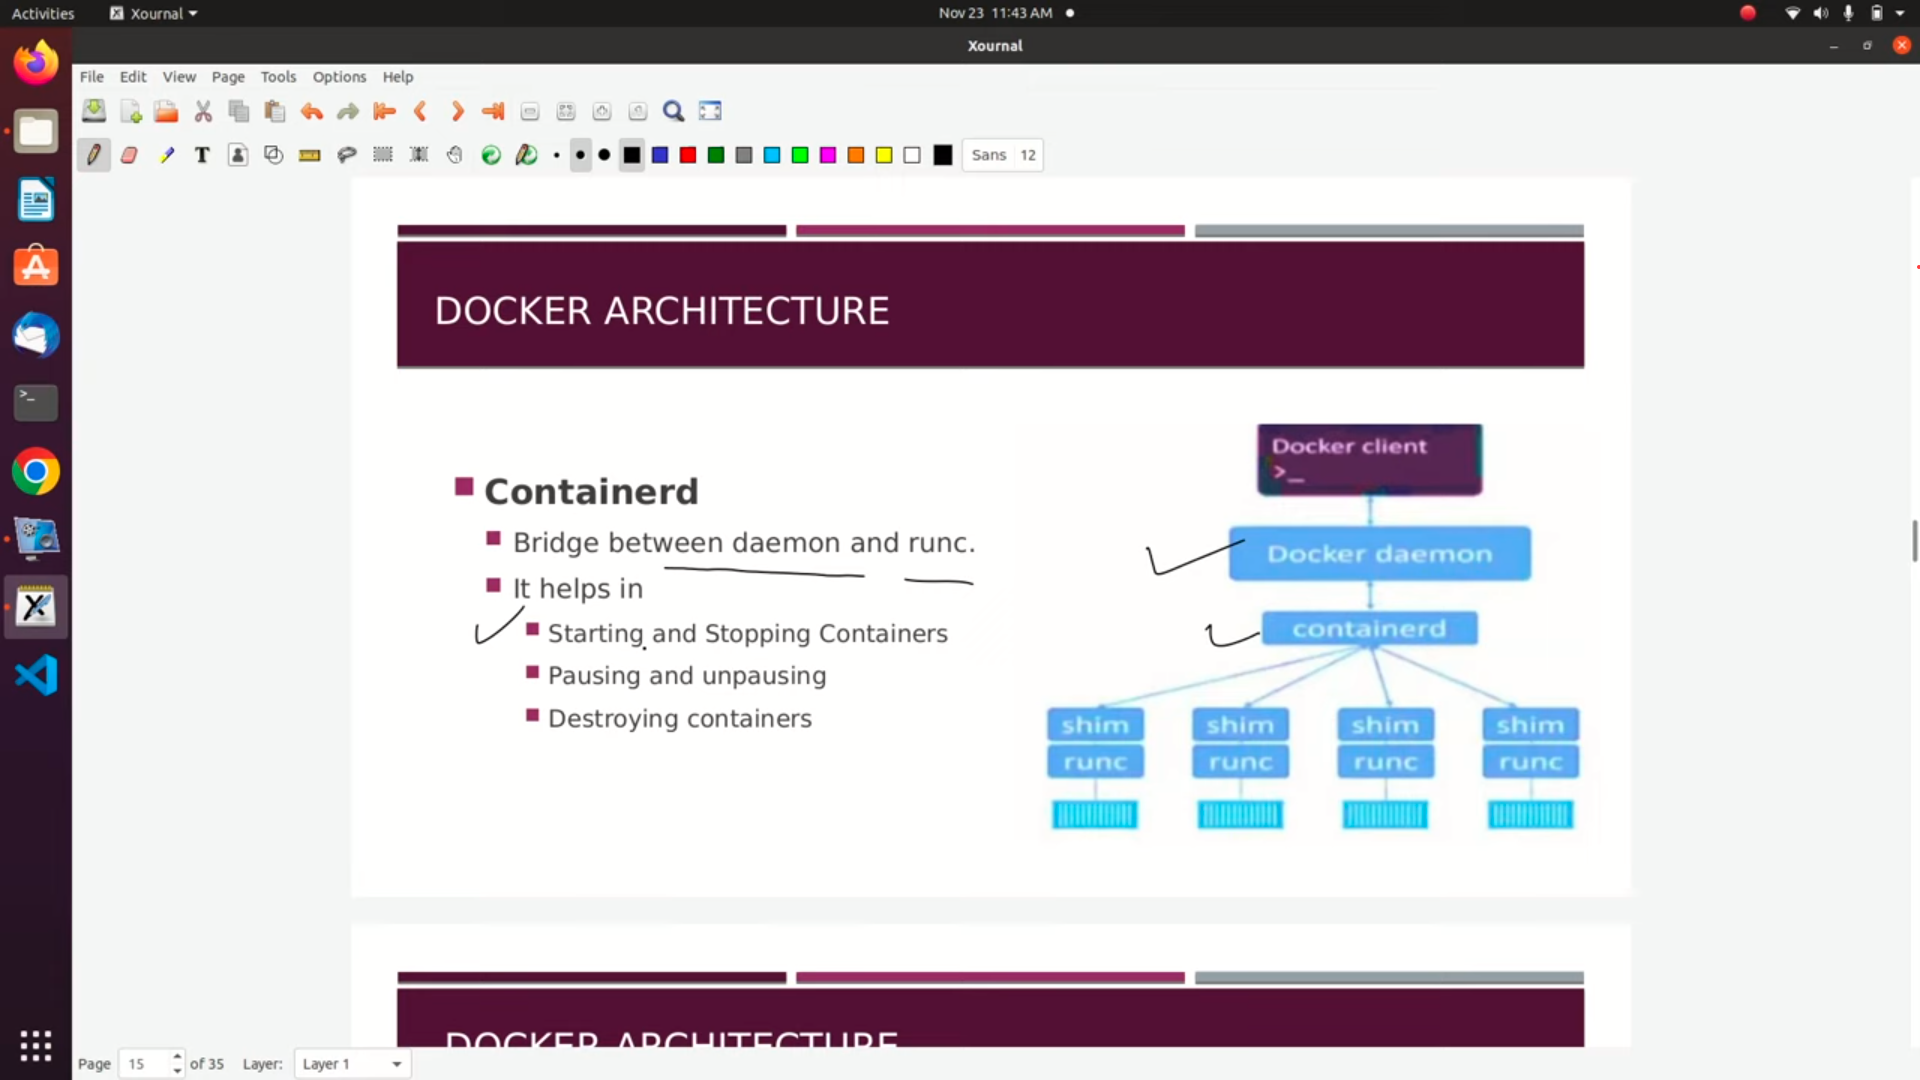 Activities
Xournal
Nov 23 11:43 AM
Xournal
File Edit View Page Tools Options Help
T
Sans 12
DOCKER ARCHITECTURE
Containerd
Bridge between daemon and runc.
It helps in
Starting and Stopping Containers
Pausing and unpausing
Destroying containers
Docker client
>_
Docker daemon
containerd
shim shim shim shim
runc runc runc runc
DOCKER ARCHITECTURE
Page 15 of 35 Layer: Layer 1